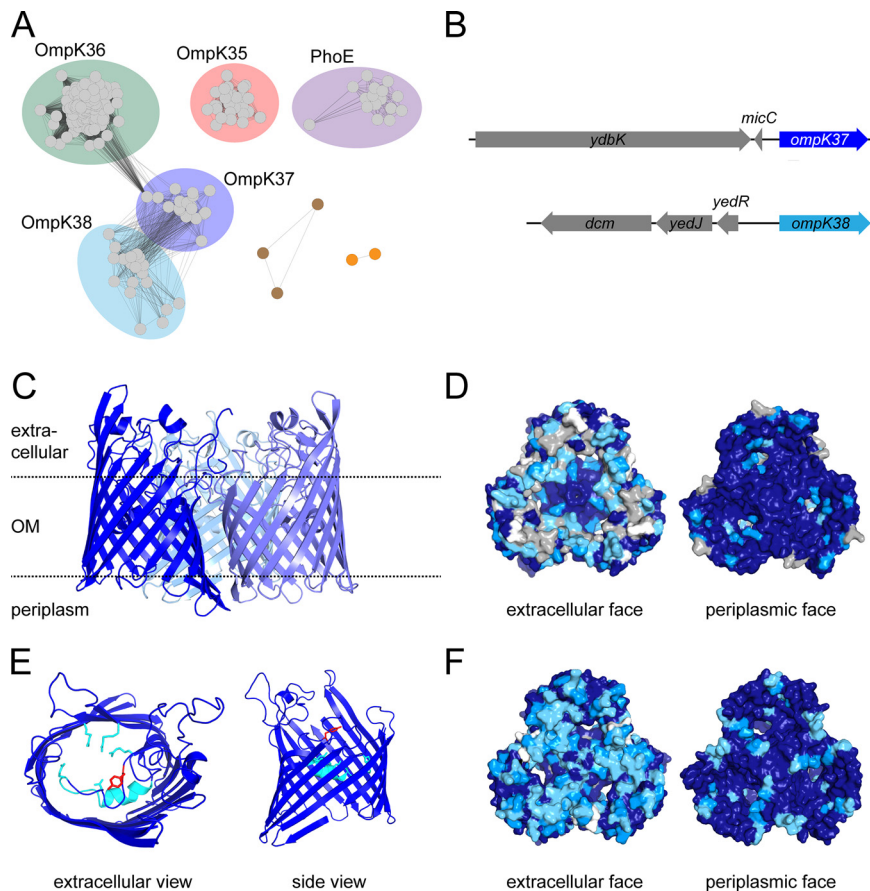 A
OmpK36
OmpK35
PhoE
OmpK37
OmpK38
B
micC
ydbK
ompK37
yedR
dcm
yedJ
ompK38
C
extra-
cellular
OM
periplasm
D
extracellular face
periplasmic face
E
extracellular view
side view
F
extracellular face
periplasmic face